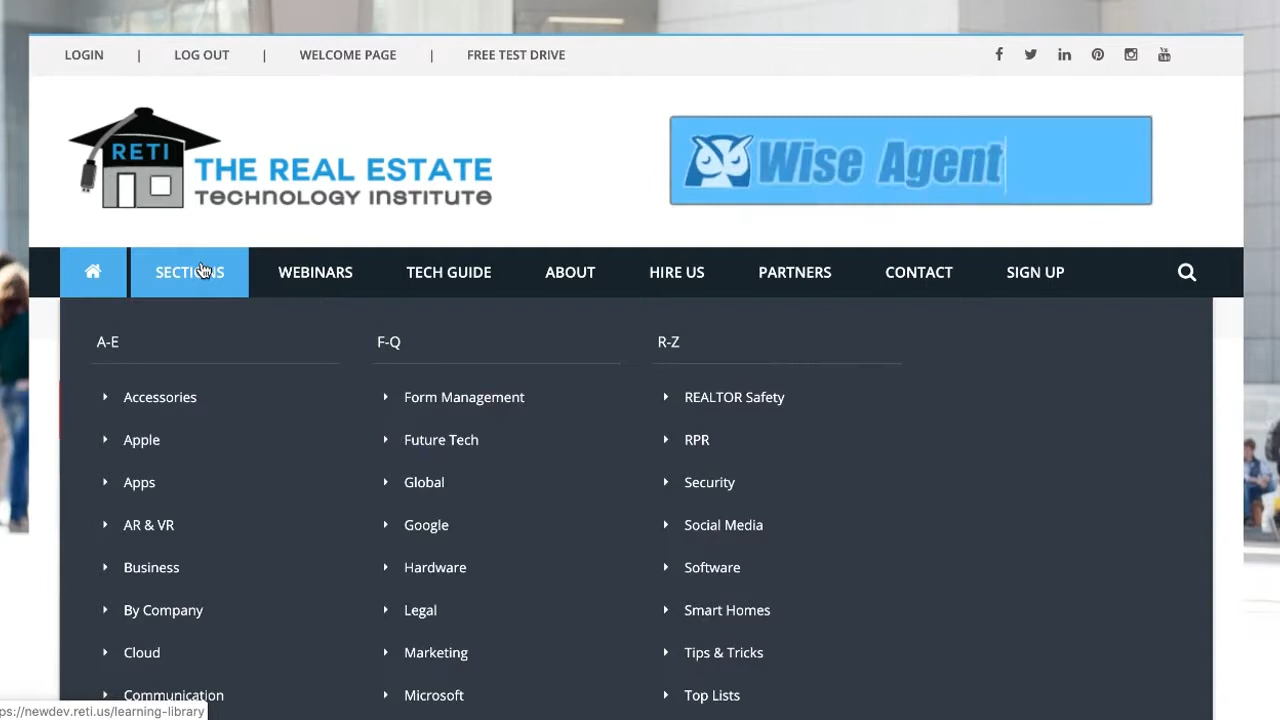 LOGIN | LOG OUT | WELCOME PAGE | FREE TEST DRIVE
RETI
THE REAL ESTATE
TECHNOLOGY INSTITUTE
Wise Agent
SECTIONS WEBINARS TECH GUIDE ABOUT HIRE US PARTNERS CONTACT SIGN UP
A-E
Accessories
Apple
Apps
AR & VR
Business
By Company
Cloud
Communication
F-Q
Form Management
Future Tech
Global
Google
Hardware
Legal
Marketing
Microsoft
R-Z
REALTOR Safety
RPR
Security
Social Media
Software
Smart Homes
Tips & Tricks
Top Lists
ps://newdev.reti.us/learning-library